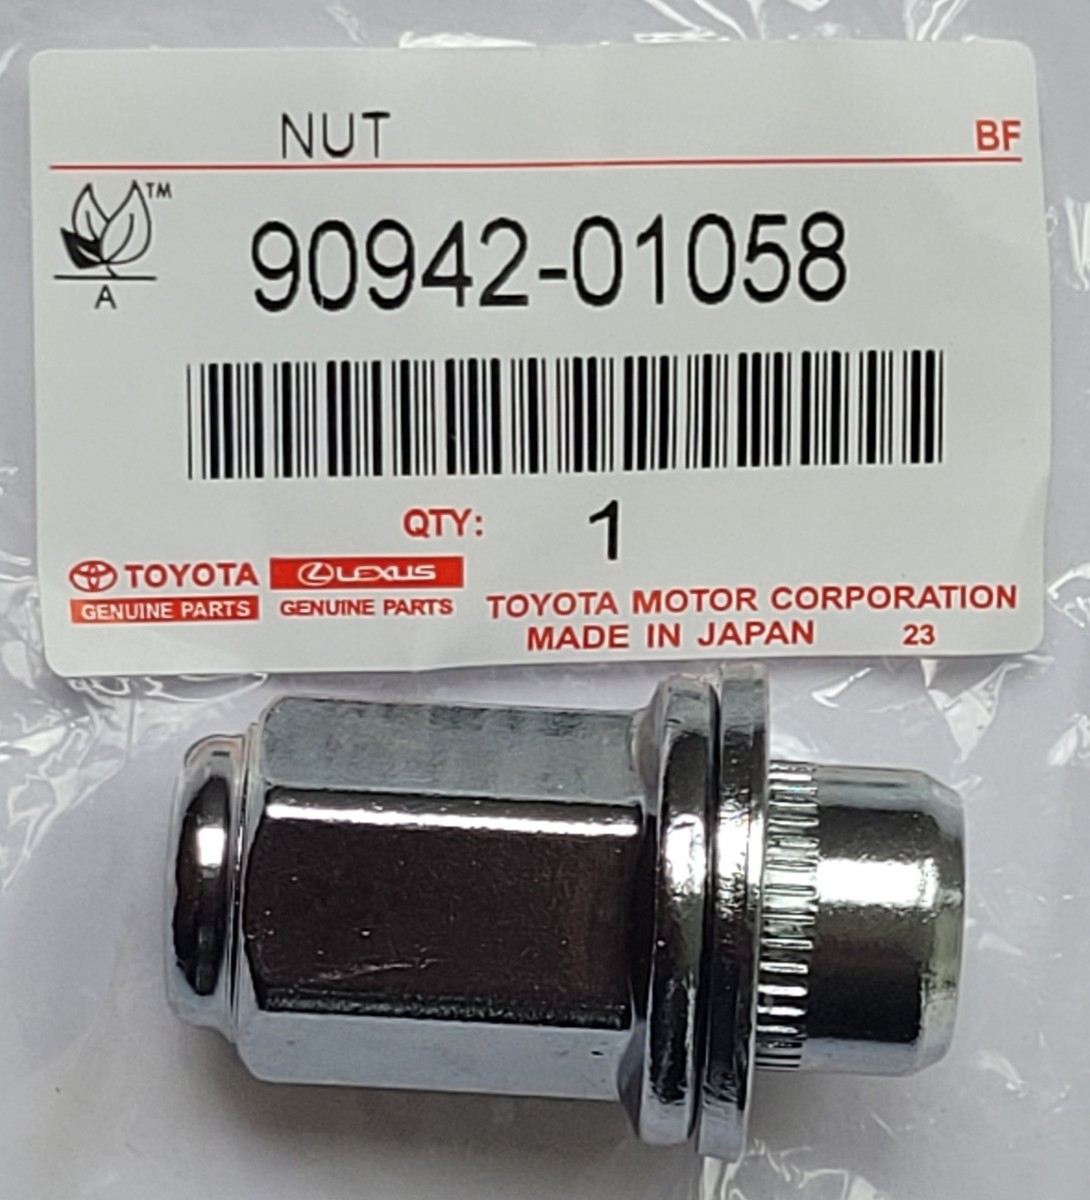 NUT
BF
TM
A
90942-01058
QTY: 1
TOYOTA
GENUINE PARTS
LEXUS
GENUINE PARTS
TOYOTA MOTOR CORPORATION
MADE IN JAPAN 23